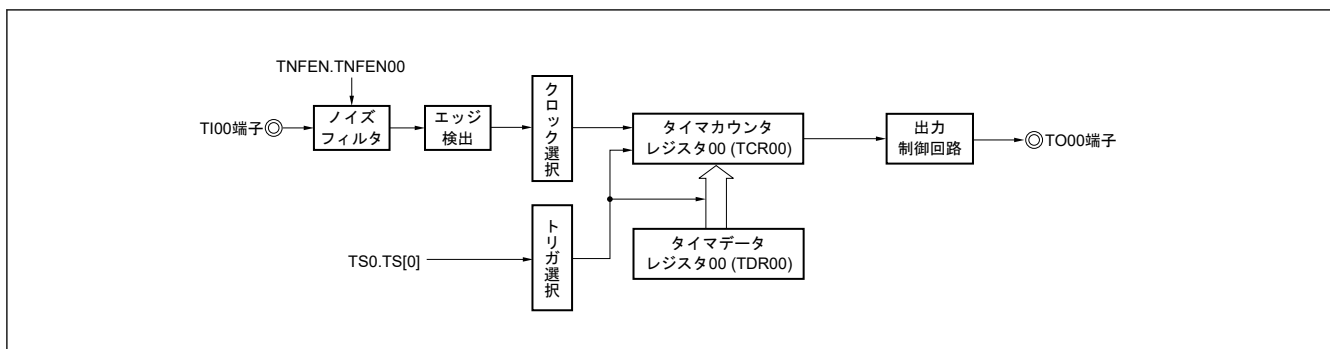 TNFEN.TNFEN00
TI00端子
ノイズ
フィルタ
エッジ
検出
クロック選択
タイマカウンタ
レジスタ00 (TCR00)
出力
制御回路
TO00端子
TS0.TS[0]
トリガ選択
タイマデータ
レジスタ00 (TDR00)